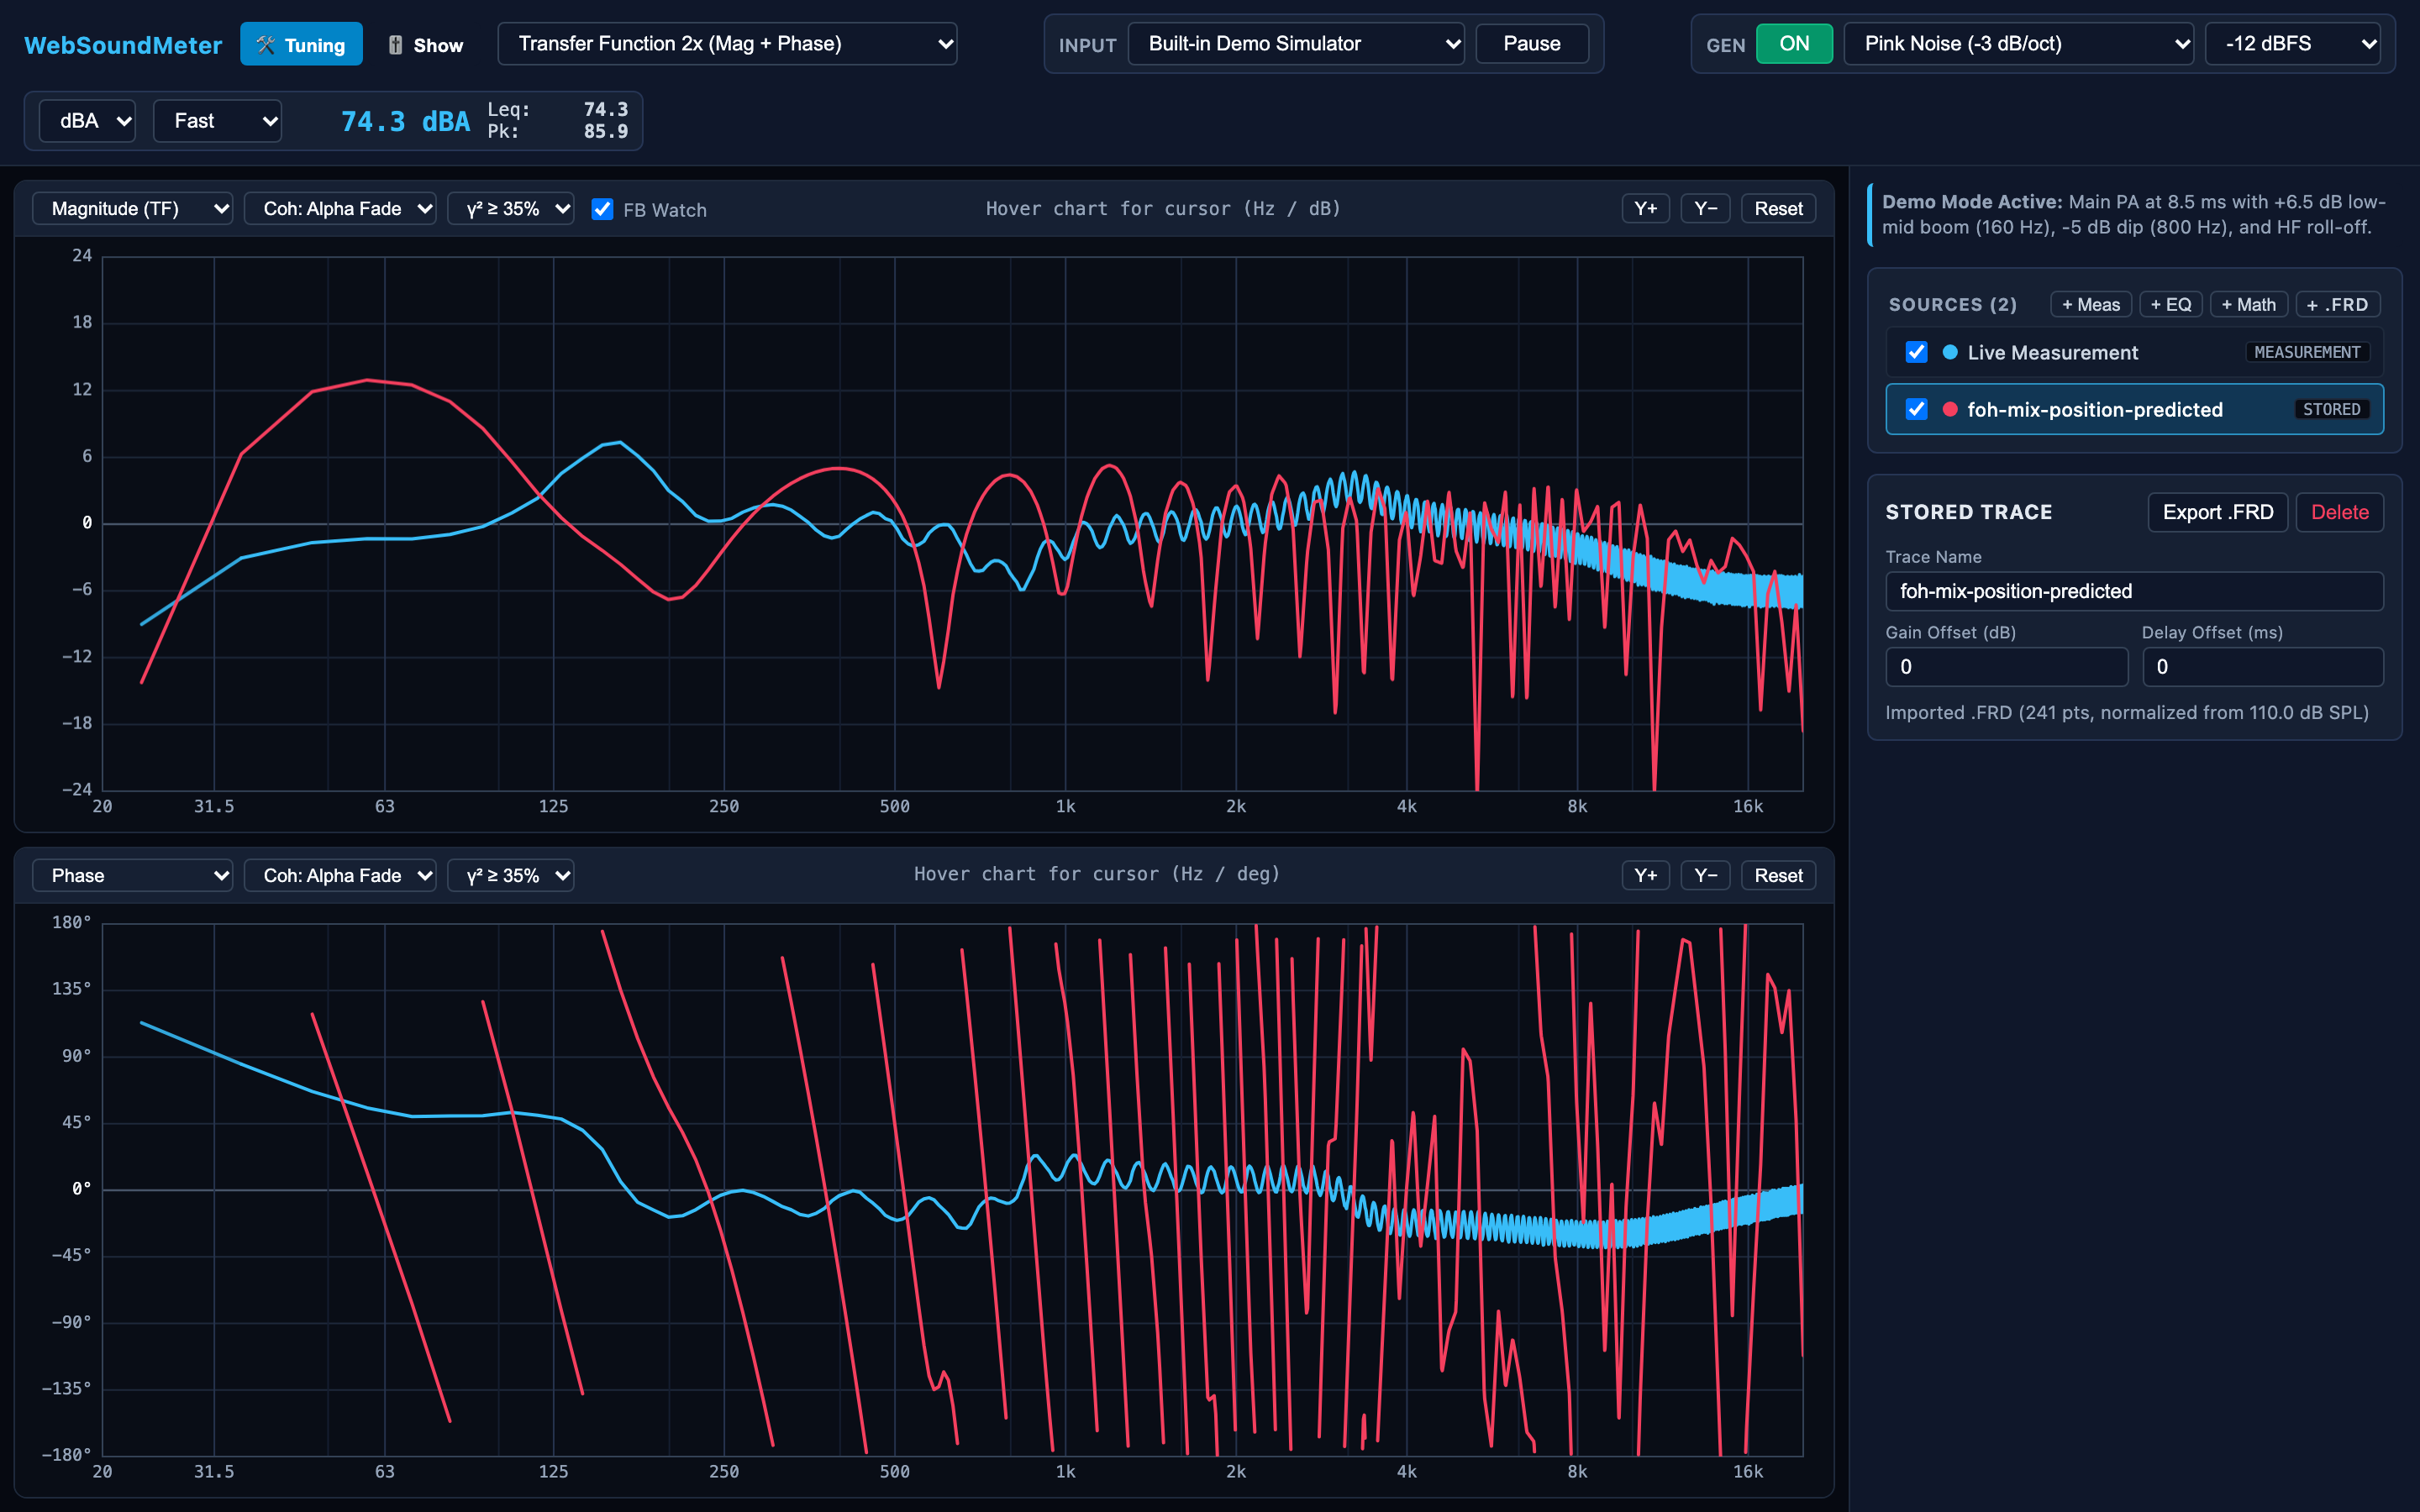 WebSoundMeter
🛠️ Tuning
🎚️ Show
Transfer Function 2x (Mag + Phase)
INPUT
Built-in Demo Simulator
Pause
GEN
ON
Pink Noise (-3 dB/oct)
-12 dBFS
dBA
Fast
74.3 dBA
Leq: 74.3
Pk: 85.9
Magnitude (TF)
Coh: Alpha Fade
γ² ≥ 35%
FB Watch
Hover chart for cursor (Hz / dB)
Y+
Y−
Reset
24
18
12
6
0
−6
−12
−18
−24
20 31.5 63 125 250 500 1k 2k 4k 8k 16k
Phase
Coh: Alpha Fade
γ² ≥ 35%
Hover chart for cursor (Hz / deg)
Y+
Y−
Reset
180°
135°
90°
45°
0°
−45°
−90°
−135°
−180°
20 31.5 63 125 250 500 1k 2k 4k 8k 16k
Demo Mode Active: Main PA at 8.5 ms with +6.5 dB low-
mid boom (160 Hz), -5 dB dip (800 Hz), and HF roll-off.
SOURCES (2)
+ Meas
+ EQ
+ Math
+ .FRD
Live Measurement
MEASUREMENT
foh-mix-position-predicted
STORED
STORED TRACE
Export .FRD
Delete
Trace Name
foh-mix-position-predicted
Gain Offset (dB) Delay Offset (ms)
0 0
Imported .FRD (241 pts, normalized from 110.0 dB SPL)